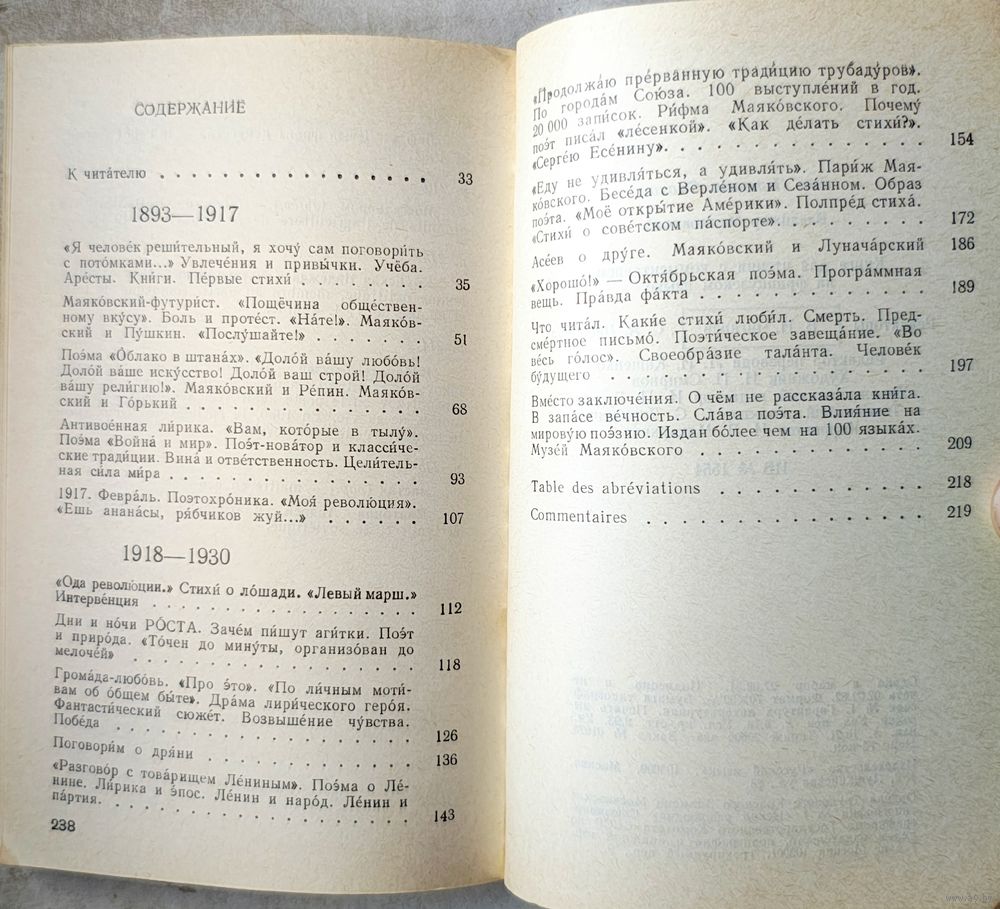 СОДЕРЖАНИЕ
К чита́телю . . . . . . . . . . . . . . . . 33
1893—1917
«Я челове́к реши́тельный, я хочу́ сам поговори́ть
с пото́мками...» Увлече́ния и привы́чки. Учёба.
Аре́сты. Кни́ги. Пе́рвые стихи́ . . . . . . . . 35
Маяко́вский-футури́ст. «Пощёчина обще́ствен-
ному вку́су». Боль и проте́ст. «На́те!». Маяко́в-
ский и Пу́шкин. «Послу́шайте!» . . . . . . . 51
Поэ́ма «О́блако в штана́х». «Доло́й ва́шу любо́вь!
Доло́й ва́ше иску́сство! Доло́й ваш строй! Доло́й
ва́шу рели́гию!». Маяко́вский и Ре́пин. Маяко́в-
ский и Го́рький . . . . . . . . . . . . . . 68
Антивое́нная ли́рика. «Вам, кото́рые в тылу́».
Поэ́ма «Война́ и мир». Поэ́т-нова́тор и класси́че-
ские тради́ции. Вина́ и отве́тственность. Цели́тель-
ная си́ла ми́ра . . . . . . . . . . . . . . . 93
1917. Февра́ль. Поэтохро́ника. «Моя́ револю́ция».
«Ешь анана́сы, ря́бчиков жуй...» . . . . . . 107
1918—1930
«Ода револю́ции.» Стихи́ о ло́шади. «Ле́вый марш.»
Интерве́нция . . . . . . . . . . . . . . . 112
Дни и но́чи РО́СТА. Заче́м пи́шут аги́тки. Поэ́т
и приро́да. «То́чен до мину́ты, организо́ван до
мелоче́й» . . . . . . . . . . . . . . . . 118
Грома́да-любо́вь. «Про э́то». «По ли́чным моти́-
вам об о́бщем бы́те». Дра́ма лири́ческого геро́я.
Фантасти́ческий сюже́т. Возвыше́ние чу́вства.
Побе́да . . . . . . . . . . . . . . . . . 126
Поговори́м о дря́ни . . . . . . . . . . . . 136
«Разгово́р с това́рищем Ле́ниным». Поэ́ма о Ле́-
нине. Ли́рика и э́пос. Ле́нин и наро́д. Ле́нин и
па́ртия. . . . . . . . . . . . . . . . . . 143
238
«Продолжа́ю пре́рванную тради́цию трубаду́ров».
По города́м Сою́за. 100 выступле́ний в год.
20 000 запи́сок. Ри́фма Маяко́вского. Почему́
поэ́т писа́л «ле́сенкой». «Как де́лать стихи́?».
«Серге́ю Есе́нину». . . . . . . . . . . . . 154
«Е́ду не удивля́ться, а удивля́ть». Пари́ж Мая-
ко́вского. Бесе́да с Верле́ном и Сеза́нном. О́браз
поэ́та. «Моё откры́тие Аме́рики». Полпре́д стиха́.
«Стихи́ о сове́тском па́спорте». . . . . . . . 172
Асе́ев о дру́ге. Маяко́вский и Лунача́рский 186
«Хорошо́!» — Октя́брьская поэ́ма. Програ́ммная
вещь. Пра́вда фа́кта . . . . . . . . . . . . 189
Что чита́л. Каки́е стихи́ люби́л. Смерть. Пред-
сме́ртное письмо́. Поэти́ческое завеща́ние. «Во
ве́сь го́лос». Своеобра́зие тала́нта. Челове́к
бу́дущего . . . . . . . . . . . . . . . . . 197
Вме́сто заключе́ния. О чём не рассказа́ла кни́га.
В запа́се ве́чность. Сла́ва поэ́та. Влия́ние на
мирову́ю поэ́зию. Издан бо́лее чем на 100 языка́х.
Музе́й Маяко́вского . . . . . . . . . . . . 209
Table des abréviations . . . . . . . . . . . 218
Commentaires . . . . . . . . . . . . . . . 219